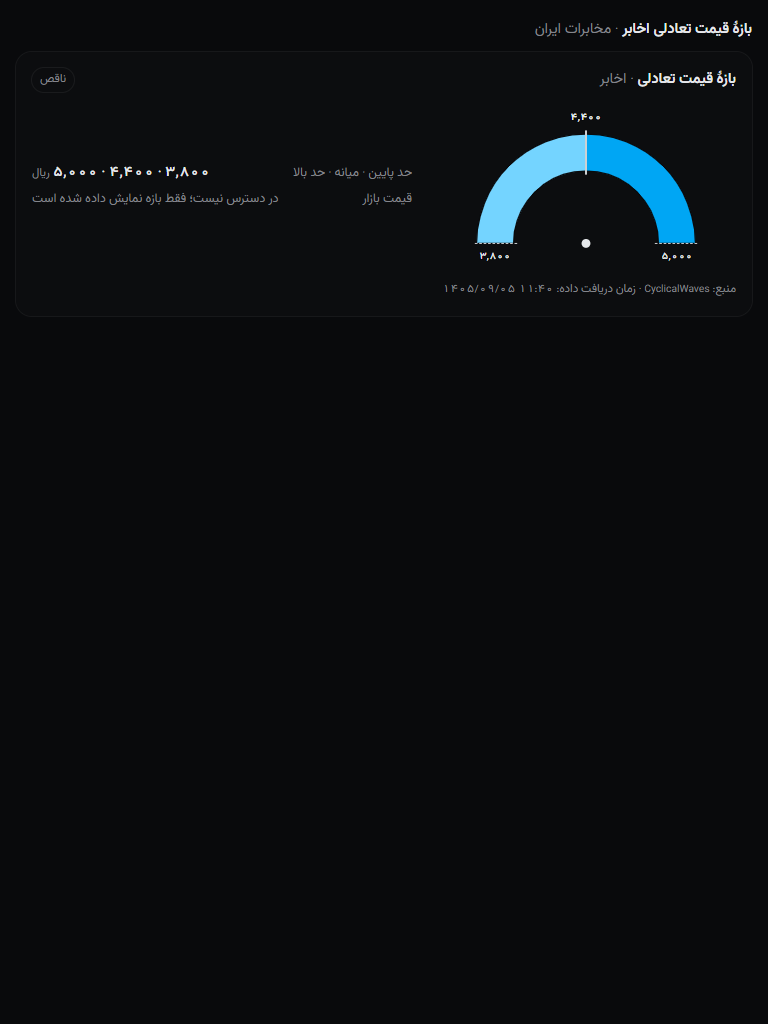 بازهٔ قیمت تعادلی اخابر · مخابرات ایران
بازهٔ قیمت تعادلی · اخابر
ناقص
۴,۴۰۰
۳,۸۰۰
۵,۰۰۰
حد پایین · میانه · حد بالا
۳,۸۰۰ · ۴,۴۰۰ · ۵,۰۰۰ ریال
قیمت بازار
در دسترس نیست؛ فقط بازه نمایش داده شده است
منبع: CyclicalWaves · زمان دریافت داده: ۱۴۰۵/۰۹/۰۵ ۱۱:۴۰